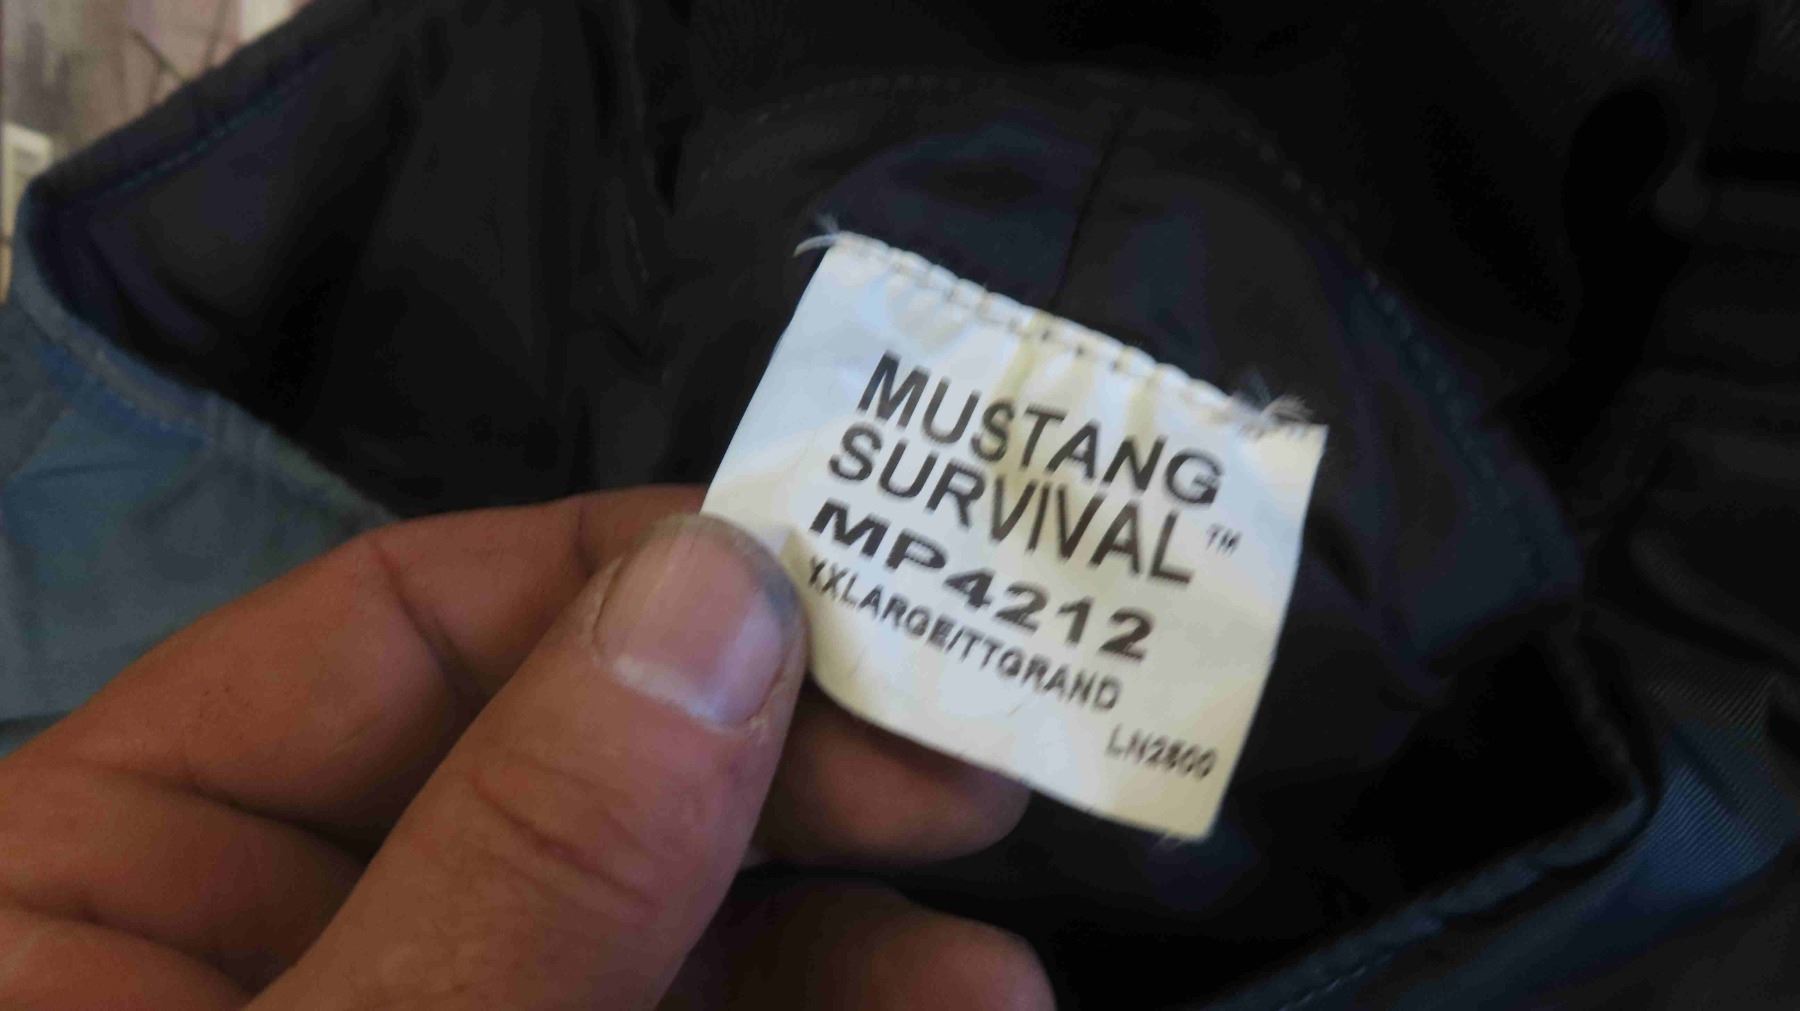 MUSTANG
SURVIVAL™
MP4212
XXLARGE/TTGRAND
LN2800